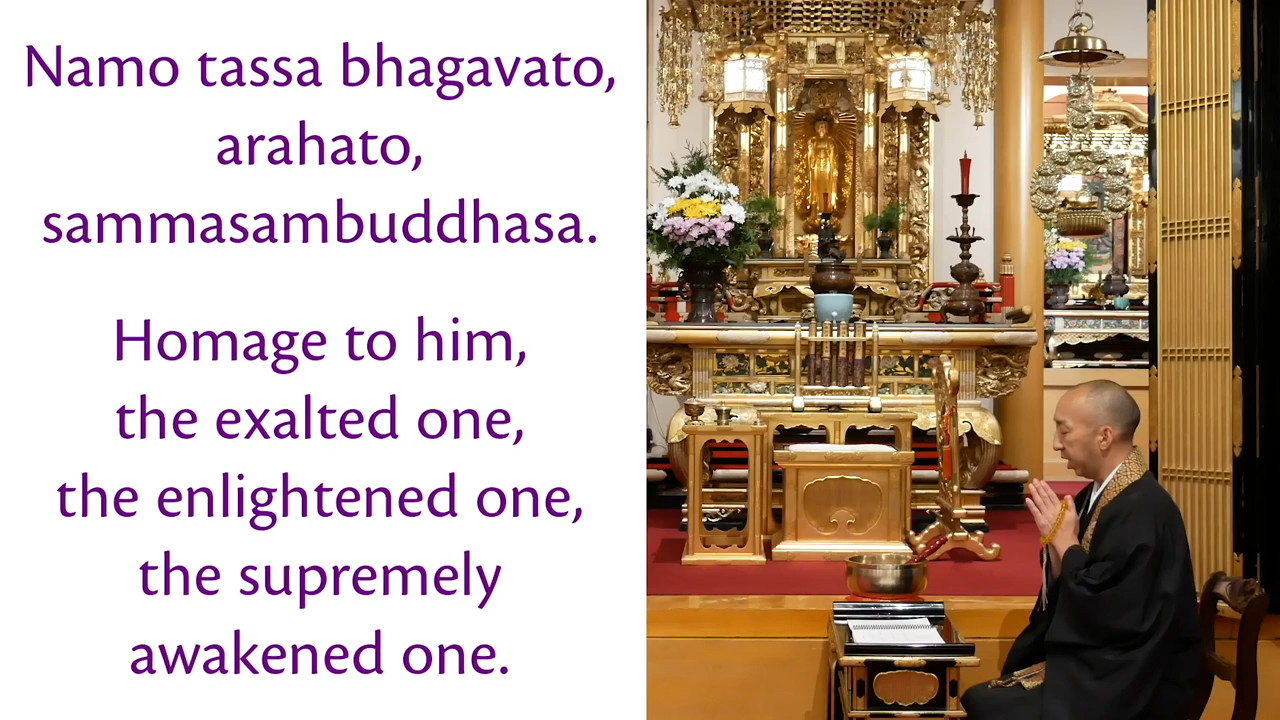 Namo tassa bhagavato,
arahato,
sammasambuddhasa.
Homage to him,
the exalted one,
the enlightened one,
the supremely
awakened one.